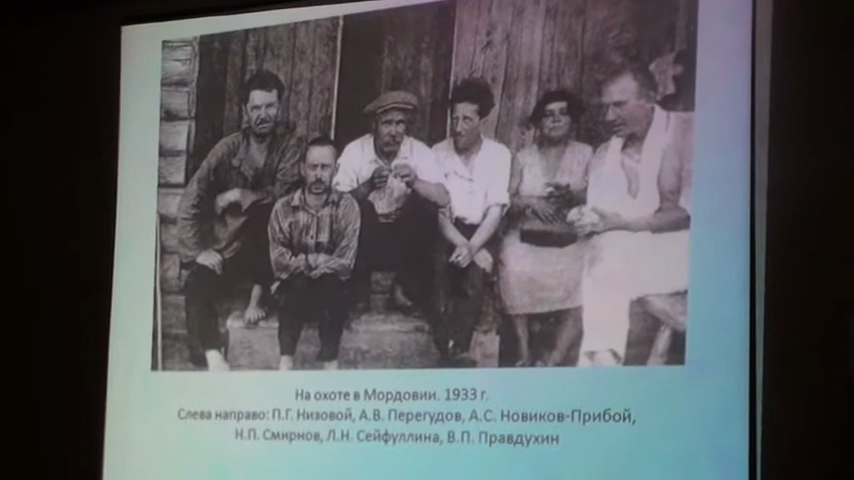 На охоте в Мордовии. 1933 г.
Слева направо: П.Г. Низовой, А.В. Перегудов, А.С. Новиков-Прибой,
Н.П. Смирнов, Л.Н. Сейфуллина, В.П. Правдухин